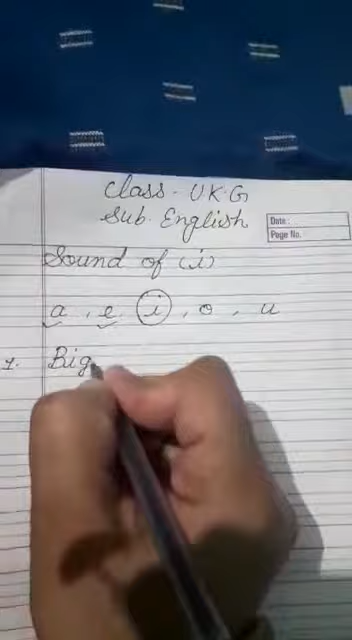 Class - U.K.G
Sub. English
Date :
Page No.
Sound of (i)
a , e, i , o , u
1. Big